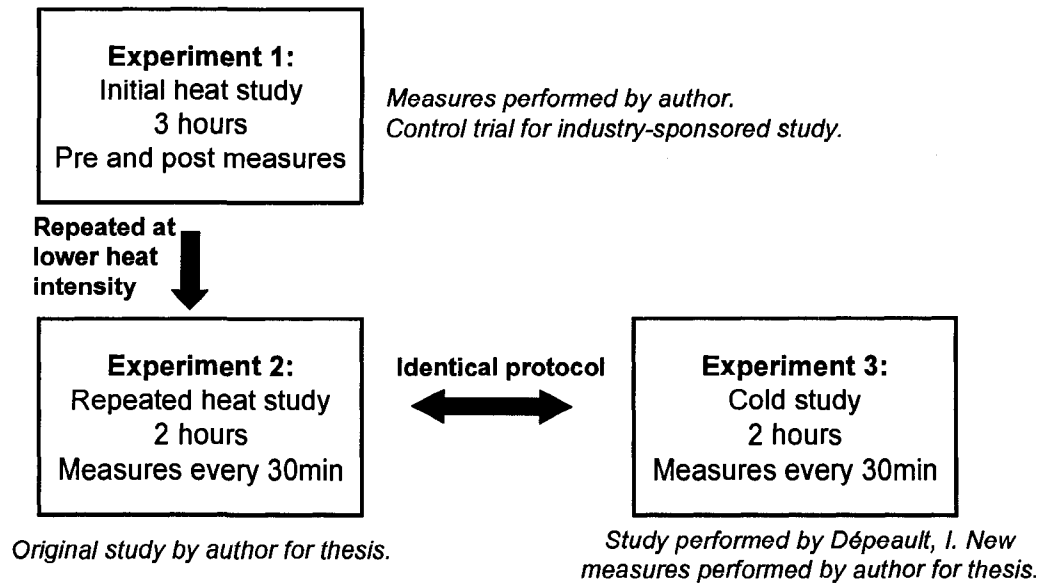 Experiment 1:
Initial heat study
3 hours
Pre and post measures
Measures performed by author.
Control trial for industry-sponsored study.
Repeated at
lower heat
intensity
Experiment 2:
Repeated heat study
2 hours
Measures every 30min
Identical protocol
Experiment 3:
Cold study
2 hours
Measures every 30min
Original study by author for thesis.
Study performed by Dépeault, I. New
measures performed by author for thesis.